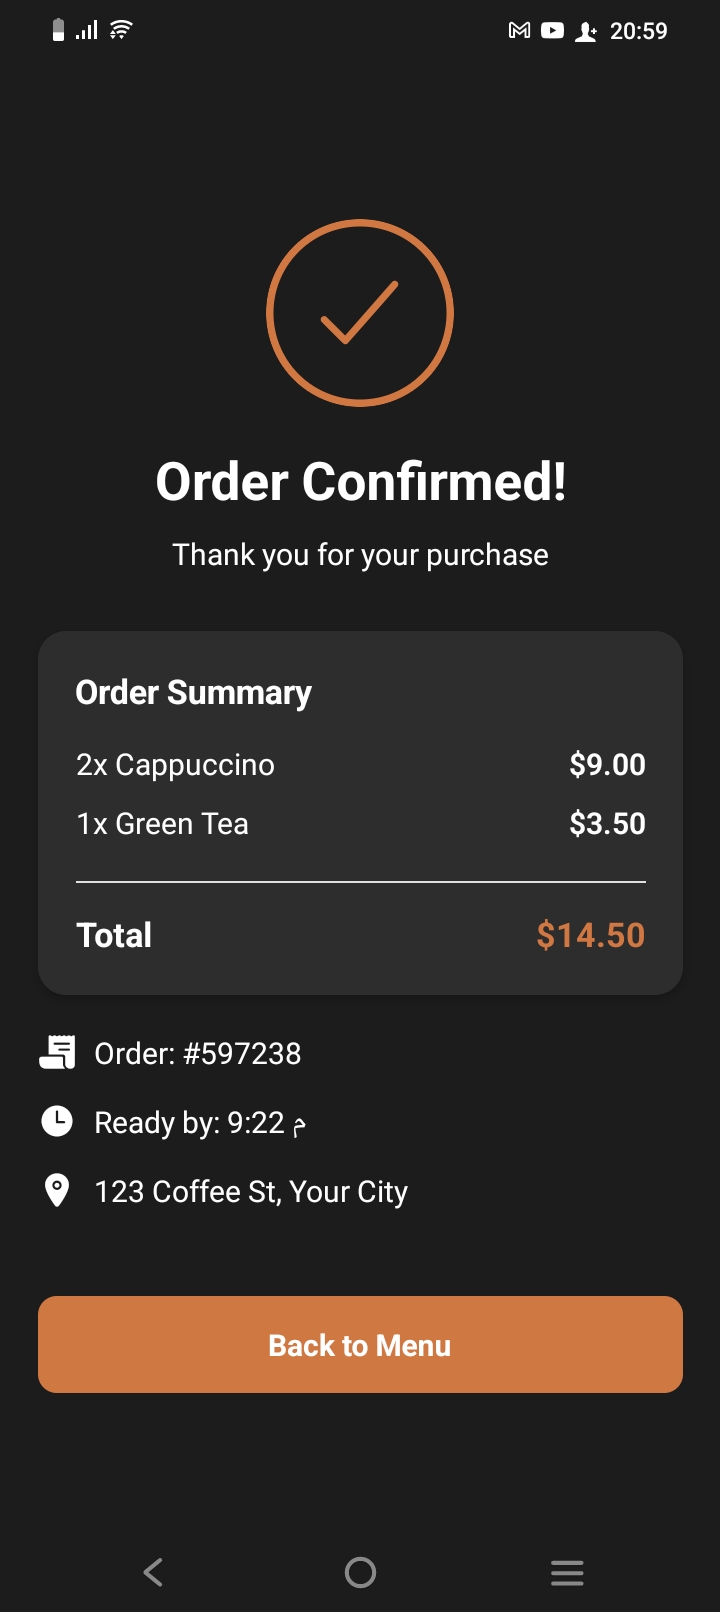 20:59
Order Confirmed!
Thank you for your purchase
Order Summary
2x Cappuccino $9.00
1x Green Tea $3.50
Total $14.50
Order: #597238
Ready by: 9:22 م
123 Coffee St, Your City
Back to Menu